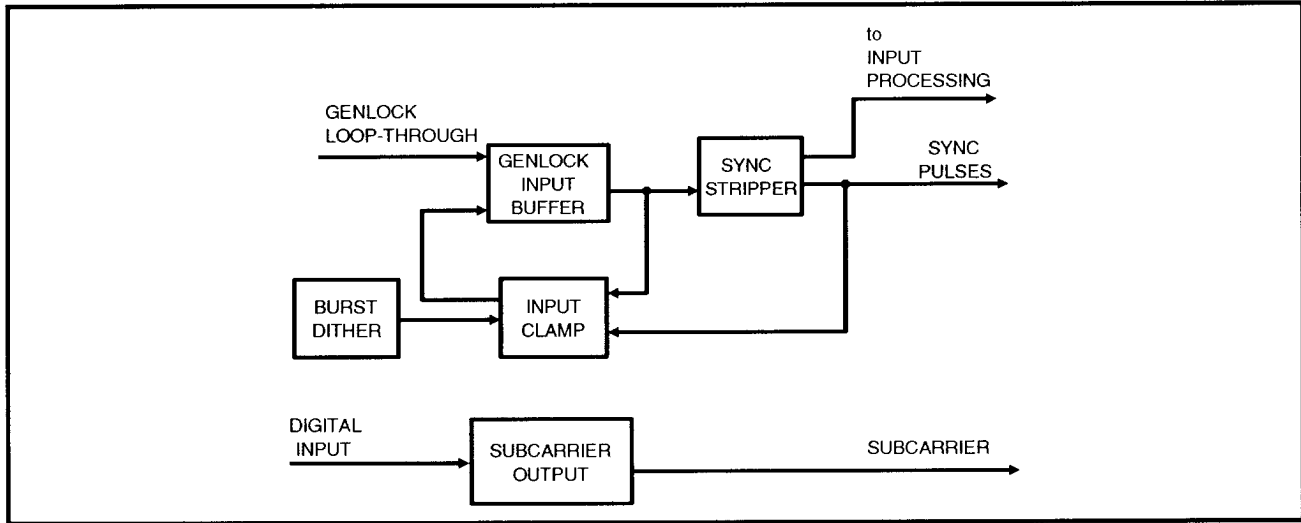 to
INPUT
PROCESSING
GENLOCK
LOOP-THROUGH
GENLOCK
INPUT
BUFFER
SYNC
STRIPPER
SYNC
PULSES
BURST
DITHER
INPUT
CLAMP
DIGITAL
INPUT
SUBCARRIER
OUTPUT
SUBCARRIER